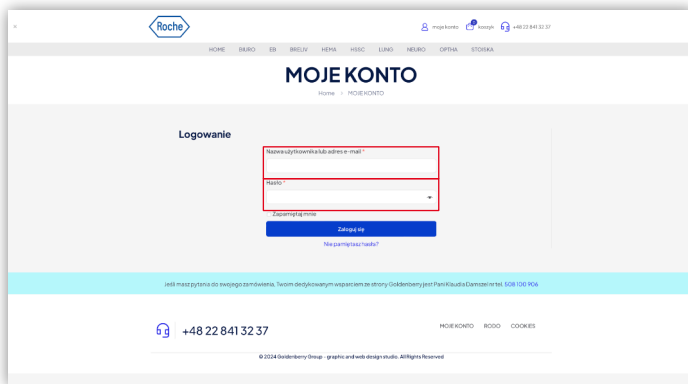 Roche
moje konto
0
koszyk
+48 22 841 32 37
HOME BIURO EB BRELIV HEMA HSSC LUNG NEURO OPTHA STOISKA
MOJE KONTO
Home > MOJE KONTO
Logowanie
Nazwa użytkownika lub adres e-mail *
Hasło *
Zapamiętaj mnie
Zaloguj się
Nie pamiętasz hasła?
Jeśli masz pytania do swojego zamówienia, Twoim dedykowanym wsparciem ze strony Goldenberry jest Pani Klaudia Damszel nr tel. 508 100 906
+48 22 841 32 37
MOJE KONTO RODO COOKIES
© 2024 Goldenberry Group - graphic and web design studio. All Rights Reserved